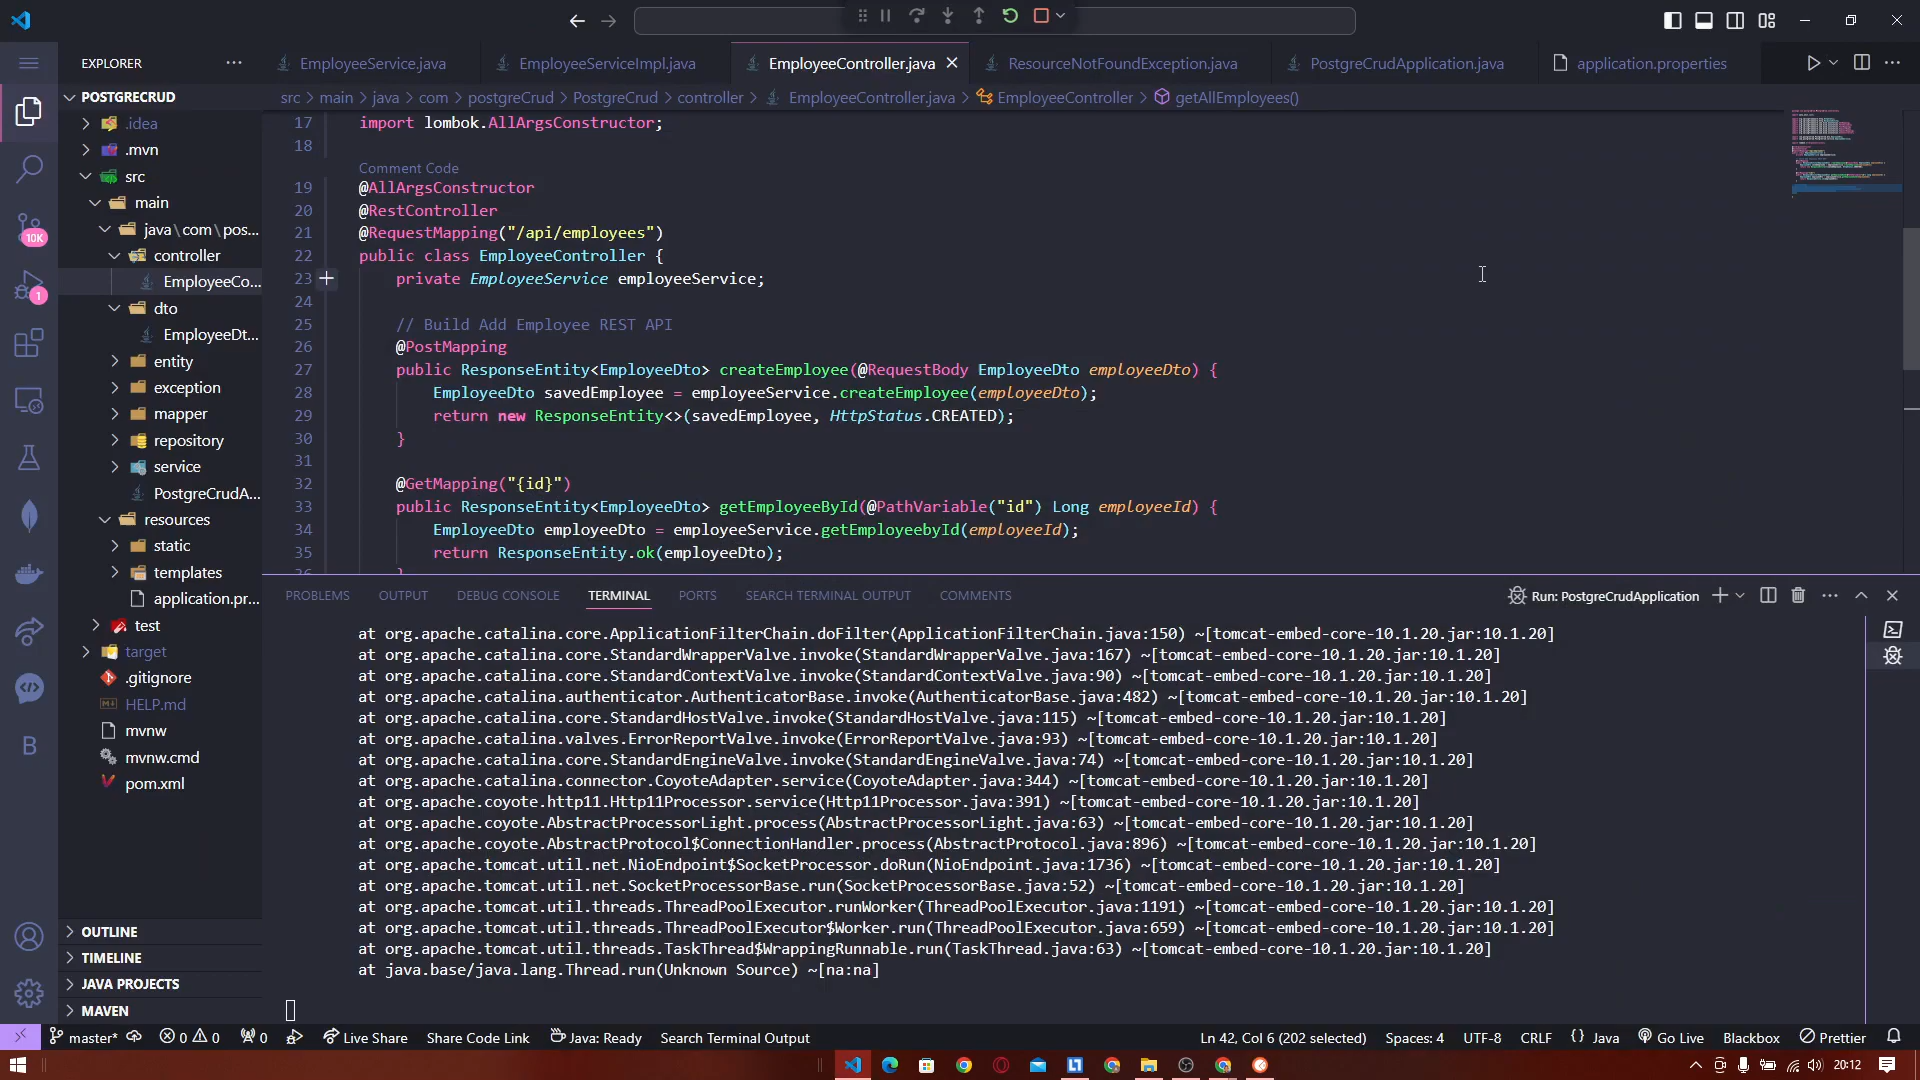 EXPLORER
EmployeeService.java
EmployeeServiceImpl.java
EmployeeController.java
ResourceNotFoundException.java
PostgreCrudApplication.java
application.properties
src > main > java > com > postgreCrud > PostgreCrud > controller > EmployeeController.java > EmployeeController > getAllEmployees()
POSTGRECRUD
.idea
.mvn
src
main
java\com\pos...
controller
EmployeeCo...
dto
EmployeeDt...
entity
exception
mapper
repository
service
PostgreCrudA...
resources
static
templates
application.pr...
test
target
.gitignore
HELP.md
mvnw
mvnw.cmd
pom.xml
OUTLINE
TIMELINE
JAVA PROJECTS
MAVEN
10K
1
B
17 import lombok.AllArgsConstructor;
18
Comment Code
19 @AllArgsConstructor
20 @RestController
21 @RequestMapping("/api/employees")
22 public class EmployeeController {
23 private EmployeeService employeeService;
24
25 // Build Add Employee REST API
26 @PostMapping
27 public ResponseEntity<EmployeeDto> createEmployee(@RequestBody EmployeeDto employeeDto) {
28 EmployeeDto savedEmployee = employeeService.createEmployee(employeeDto);
29 return new ResponseEntity<>(savedEmployee, HttpStatus.CREATED);
30 }
31
32 @GetMapping("{id}")
33 public ResponseEntity<EmployeeDto> getEmployeeById(@PathVariable("id") Long employeeId) {
34 EmployeeDto employeeDto = employeeService.getEmployeebyId(employeeId);
35 return ResponseEntity.ok(employeeDto);
36 }
PROBLEMS OUTPUT DEBUG CONSOLE TERMINAL PORTS SEARCH TERMINAL OUTPUT COMMENTS
Run: PostgreCrudApplication
at org.apache.catalina.core.ApplicationFilterChain.doFilter(ApplicationFilterChain.java:150) ~[tomcat-embed-core-10.1.20.jar:10.1.20]
at org.apache.catalina.core.StandardWrapperValve.invoke(StandardWrapperValve.java:167) ~[tomcat-embed-core-10.1.20.jar:10.1.20]
at org.apache.catalina.core.StandardContextValve.invoke(StandardContextValve.java:90) ~[tomcat-embed-core-10.1.20.jar:10.1.20]
at org.apache.catalina.authenticator.AuthenticatorBase.invoke(AuthenticatorBase.java:482) ~[tomcat-embed-core-10.1.20.jar:10.1.20]
at org.apache.catalina.core.StandardHostValve.invoke(StandardHostValve.java:115) ~[tomcat-embed-core-10.1.20.jar:10.1.20]
at org.apache.catalina.valves.ErrorReportValve.invoke(ErrorReportValve.java:93) ~[tomcat-embed-core-10.1.20.jar:10.1.20]
at org.apache.catalina.core.StandardEngineValve.invoke(StandardEngineValve.java:74) ~[tomcat-embed-core-10.1.20.jar:10.1.20]
at org.apache.catalina.connector.CoyoteAdapter.service(CoyoteAdapter.java:344) ~[tomcat-embed-core-10.1.20.jar:10.1.20]
at org.apache.coyote.http11.Http11Processor.service(Http11Processor.java:391) ~[tomcat-embed-core-10.1.20.jar:10.1.20]
at org.apache.coyote.AbstractProcessorLight.process(AbstractProcessorLight.java:63) ~[tomcat-embed-core-10.1.20.jar:10.1.20]
at org.apache.coyote.AbstractProtocol$ConnectionHandler.process(AbstractProtocol.java:896) ~[tomcat-embed-core-10.1.20.jar:10.1.20]
at org.apache.tomcat.util.net.NioEndpoint$SocketProcessor.doRun(NioEndpoint.java:1736) ~[tomcat-embed-core-10.1.20.jar:10.1.20]
at org.apache.tomcat.util.net.SocketProcessorBase.run(SocketProcessorBase.java:52) ~[tomcat-embed-core-10.1.20.jar:10.1.20]
at org.apache.tomcat.util.threads.ThreadPoolExecutor.runWorker(ThreadPoolExecutor.java:1191) ~[tomcat-embed-core-10.1.20.jar:10.1.20]
at org.apache.tomcat.util.threads.ThreadPoolExecutor$Worker.run(ThreadPoolExecutor.java:659) ~[tomcat-embed-core-10.1.20.jar:10.1.20]
at org.apache.tomcat.util.threads.TaskThread$WrappingRunnable.run(TaskThread.java:63) ~[tomcat-embed-core-10.1.20.jar:10.1.20]
at java.base/java.lang.Thread.run(Unknown Source) ~[na:na]
master* 0 0 0 Live Share Share Code Link Java: Ready Search Terminal Output Ln 42, Col 6 (202 selected) Spaces: 4 UTF-8 CRLF {} Java Go Live Blackbox Prettier
20:12